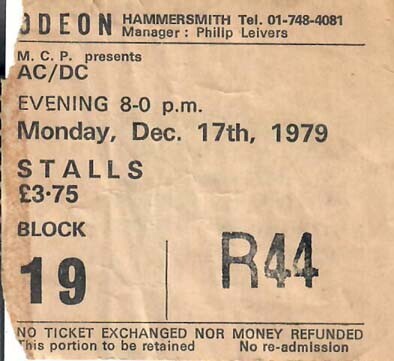 ODEON HAMMERSMITH Tel. 01-748-4081
Manager : Philip Leivers
M. C. P. presents
AC/DC
EVENING 8-0 p.m.
Monday, Dec. 17th, 1979
STALLS
£3·75
BLOCK
19 R44
NO TICKET EXCHANGED NOR MONEY REFUNDED
This portion to be retained No re-admission